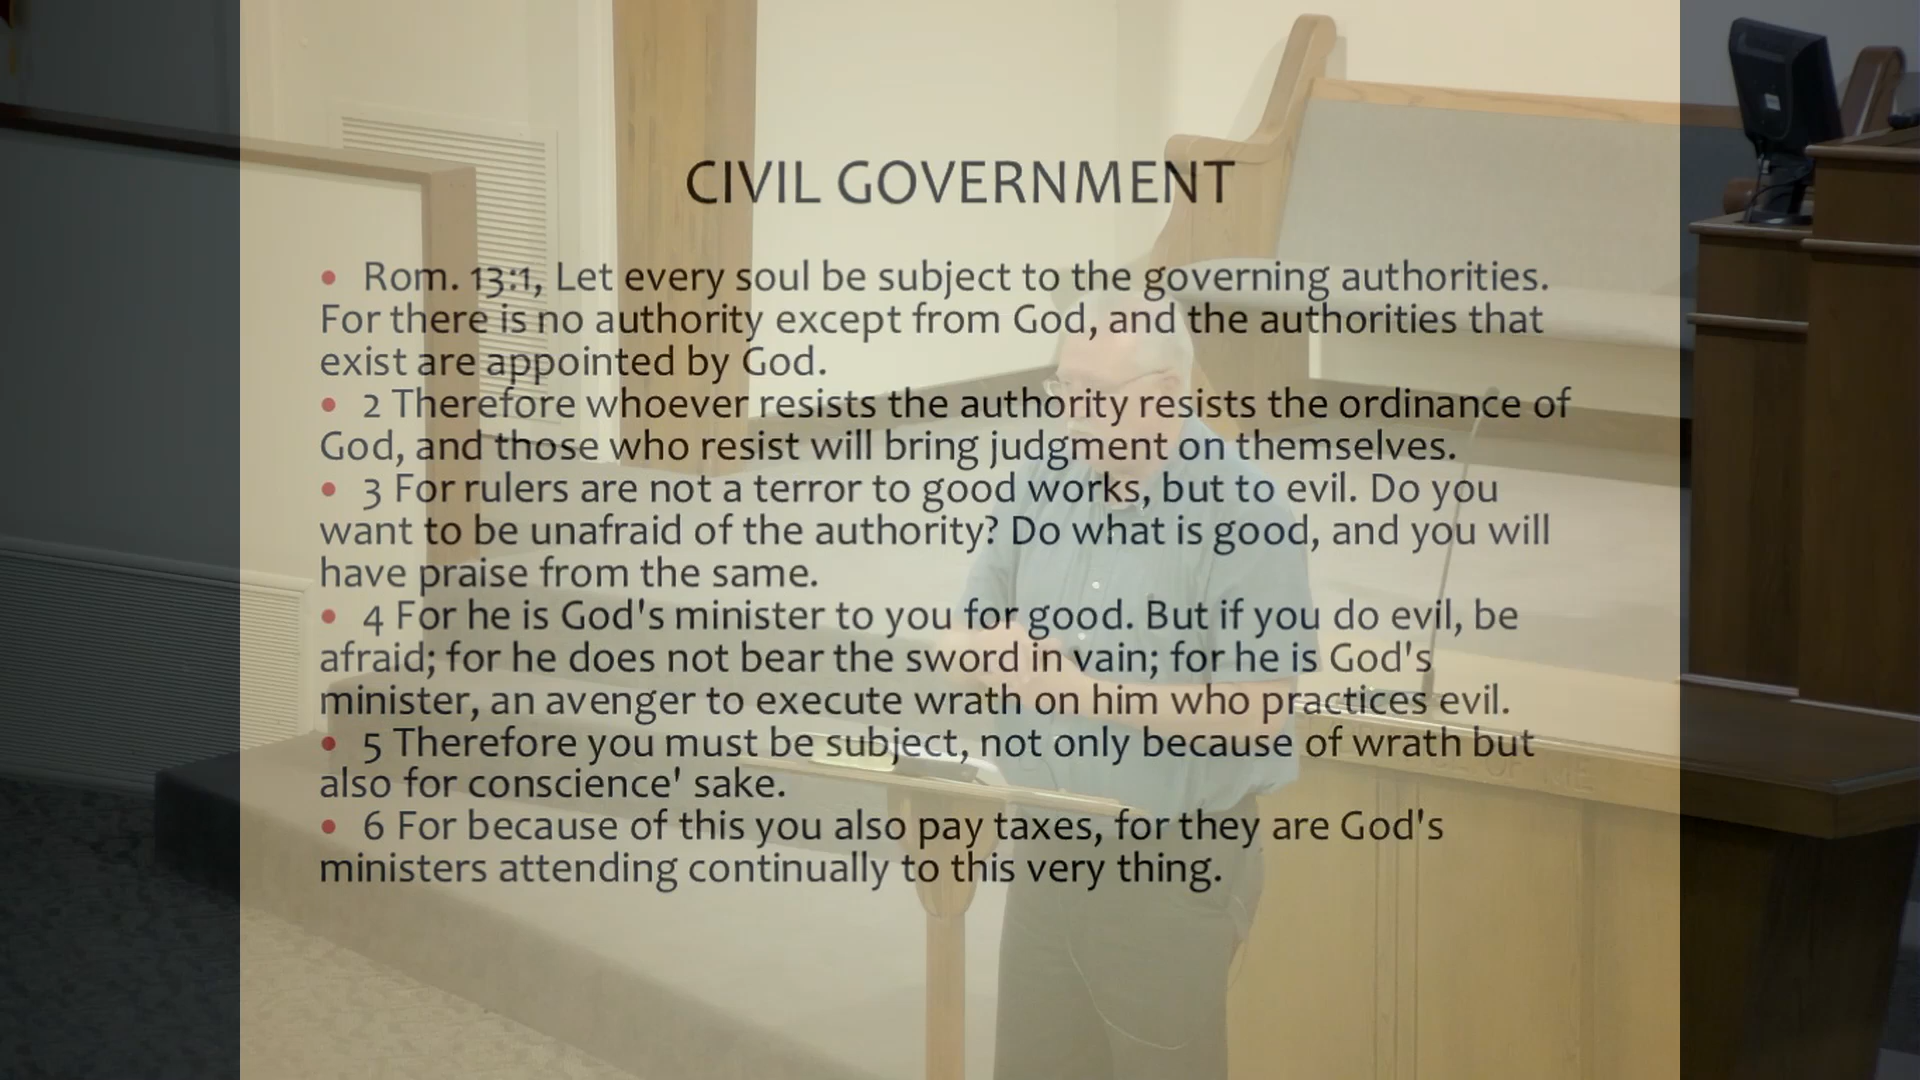 CIVIL GOVERNMENT
• Rom. 13:1, Let every soul be subject to the governing authorities.
For there is no authority except from God, and the authorities that
exist are appointed by God.
• 2 Therefore whoever resists the authority resists the ordinance of
God, and those who resist will bring judgment on themselves.
• 3 For rulers are not a terror to good works, but to evil. Do you
want to be unafraid of the authority? Do what is good, and you will
have praise from the same.
• 4 For he is God's minister to you for good. But if you do evil, be
afraid; for he does not bear the sword in vain; for he is God's
minister, an avenger to execute wrath on him who practices evil.
• 5 Therefore you must be subject, not only because of wrath but
also for conscience' sake.
• 6 For because of this you also pay taxes, for they are God's
ministers attending continually to this very thing.